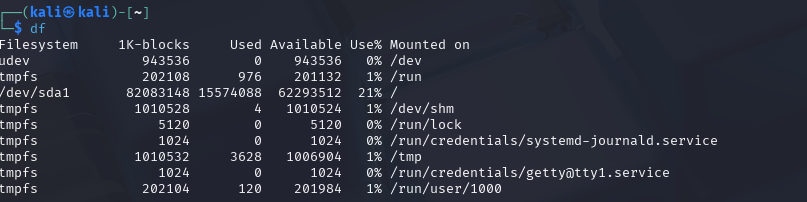 ┌──(kali㉿kali)-[~]
└─$ df
Filesystem     1K-blocks     Used Available Use% Mounted on
udev              943536        0    943536   0% /dev
tmpfs             202108      976    201132   1% /run
/dev/sda1       82083148 15574088  62293512  21% /
tmpfs            1010528        4   1010524   1% /dev/shm
tmpfs               5120        0      5120   0% /run/lock
tmpfs               1024        0      1024   0% /run/credentials/systemd-journald.service
tmpfs            1010532     3628   1006904   1% /tmp
tmpfs               1024        0      1024   0% /run/credentials/getty@tty1.service
tmpfs             202104      120    201984   1% /run/user/1000